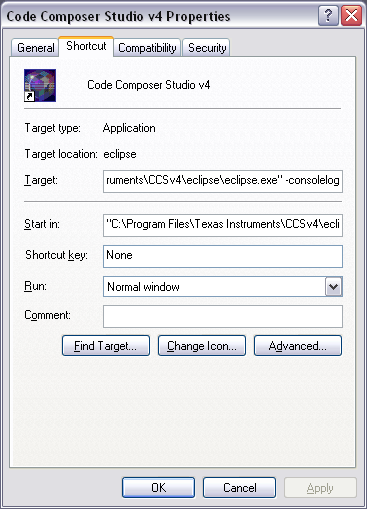 Code Composer Studio v4 Properties
General Shortcut Compatibility Security
Code Composer Studio v4
Target type: Application
Target location: eclipse
Target: ruments\CCSv4\eclipse\eclipse.exe" -consolelog
Start in: "C:\Program Files\Texas Instruments\CCSv4\ecli
Shortcut key: None
Run: Normal window
Comment:
Find Target... Change Icon... Advanced...
OK Cancel Apply